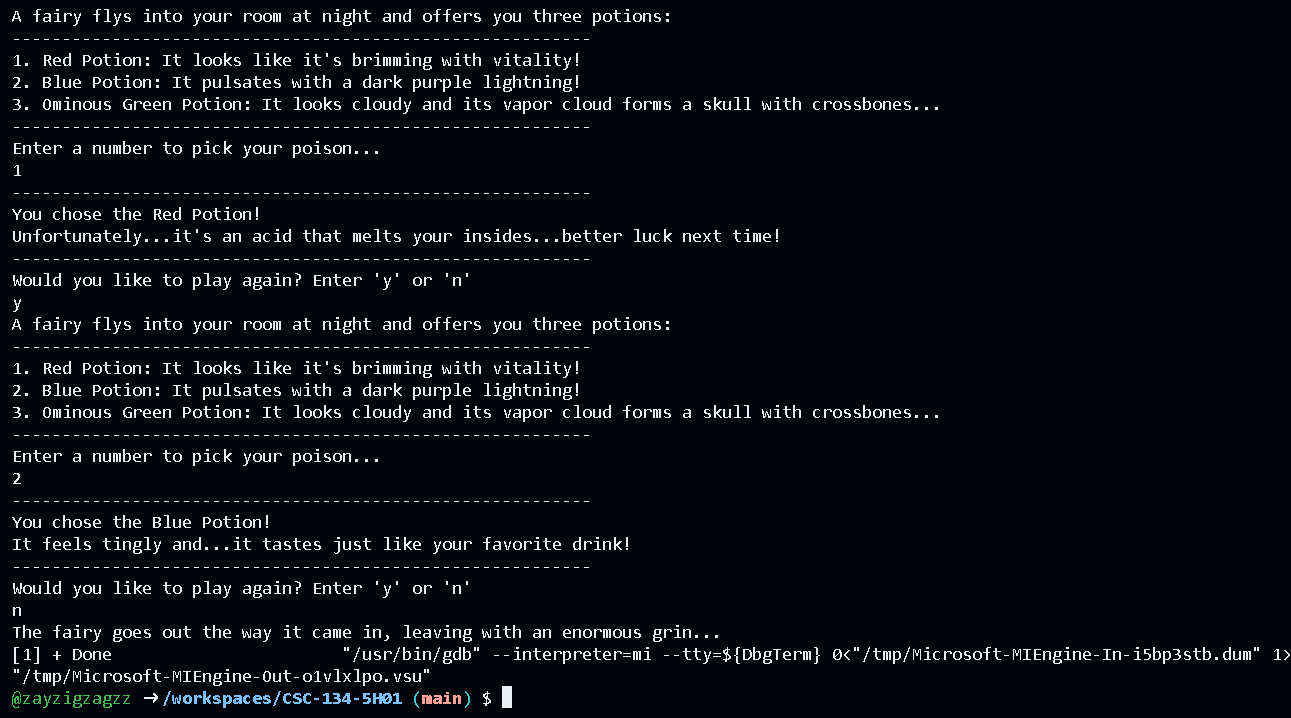 A fairy flys into your room at night and offers you three potions:
----------------------------------------------------------
1. Red Potion: It looks like it's brimming with vitality!
2. Blue Potion: It pulsates with a dark purple lightning!
3. Ominous Green Potion: It looks cloudy and its vapor cloud forms a skull with crossbones...
----------------------------------------------------------
Enter a number to pick your poison...
1
----------------------------------------------------------
You chose the Red Potion!
Unfortunately...it's an acid that melts your insides...better luck next time!
----------------------------------------------------------
Would you like to play again? Enter 'y' or 'n'
y
A fairy flys into your room at night and offers you three potions:
----------------------------------------------------------
1. Red Potion: It looks like it's brimming with vitality!
2. Blue Potion: It pulsates with a dark purple lightning!
3. Ominous Green Potion: It looks cloudy and its vapor cloud forms a skull with crossbones...
----------------------------------------------------------
Enter a number to pick your poison...
2
----------------------------------------------------------
You chose the Blue Potion!
It feels tingly and...it tastes just like your favorite drink!
----------------------------------------------------------
Would you like to play again? Enter 'y' or 'n'
n
The fairy goes out the way it came in, leaving with an enormous grin...
[1] + Done                       "/usr/bin/gdb" --interpreter=mi --tty=${DbgTerm} 0<"/tmp/Microsoft-MIEngine-In-i5bp3stb.dum" 1>
"/tmp/Microsoft-MIEngine-Out-o1vlxlpo.vsu"
@zayzigzagzz ➜ /workspaces/CSC-134-5H01 (main) $